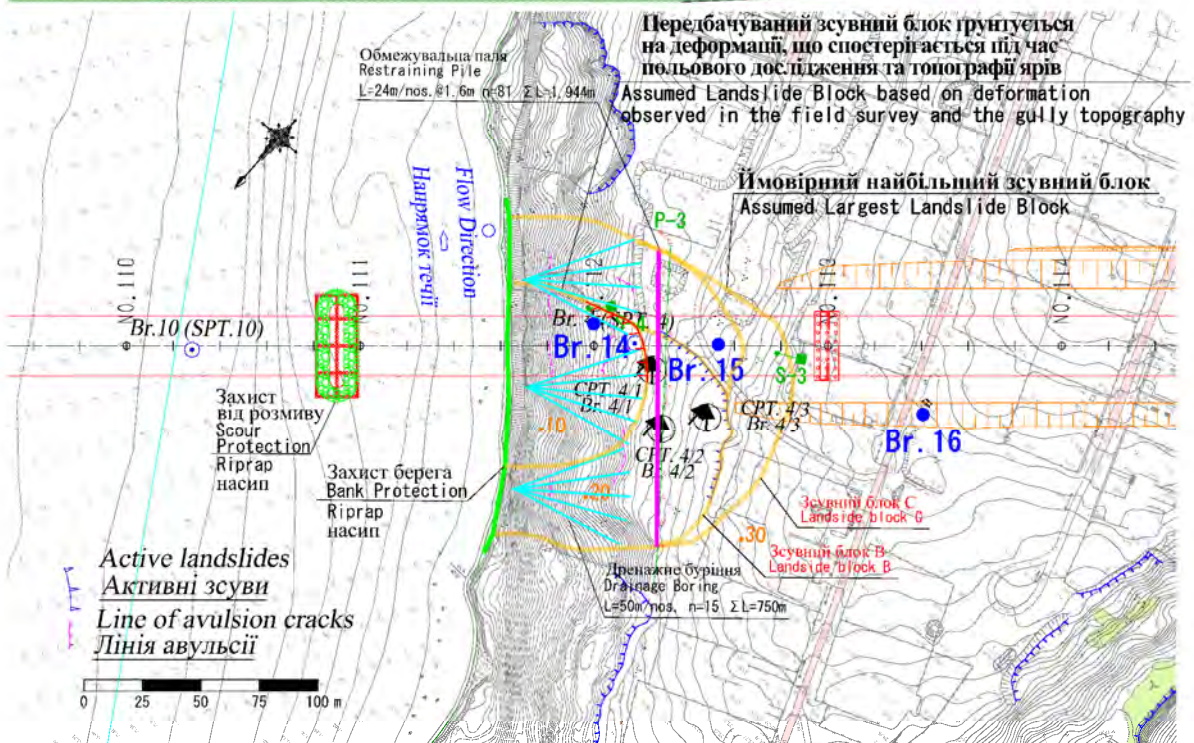 Передбачуваний зсувний блок ґрунтується
на деформації, що спостерігається під час
польового дослідження та топографії ярів
Assumed Landslide Block based on deformation
observed in the field survey and the gully topography
Обмежувальна паля
Restraining Pile
L=24m/nos. @1.6m n=81 ΣL=1,944m
Ймовірний найбільший зсувний блок
Assumed Largest Landslide Block
Flow Direction
Напрямок течії
P-3
NO.110
NO.111
NO.113
NO.114
Br.10 (SPT.10)
Br. 14
Br. 15
S-3
CPT. 4/1
Br. 4/1
CPT. 4/3
Br. 4/3
CPT. 4/2
Br. 4/2
Br. 16
Захист
від розмиву
Scour
Protection
Riprap
насип
Захист берега
Bank Protection
Riprap
насип
.10
.20
.30
Зсувний блок C
Landside block C
Зсувний блок B
Landside block B
Дренажне буріння
Drainage Boring
L=50m/nos, n=15 ΣL=750m
Active landslides
Активні зсуви
Line of avulsion cracks
Лінія авульсії
0 25 50 75 100 m